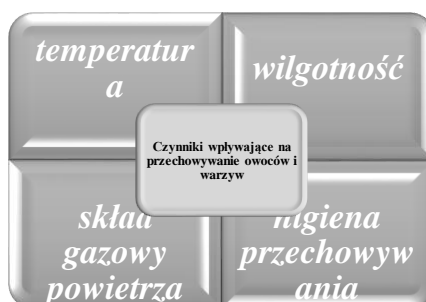 temperatur
a
wilgotność
Czynniki wpływające na
przechowywanie owoców i
warzyw
skład
gazowy
powietrza
higiena
przechowyw
ania